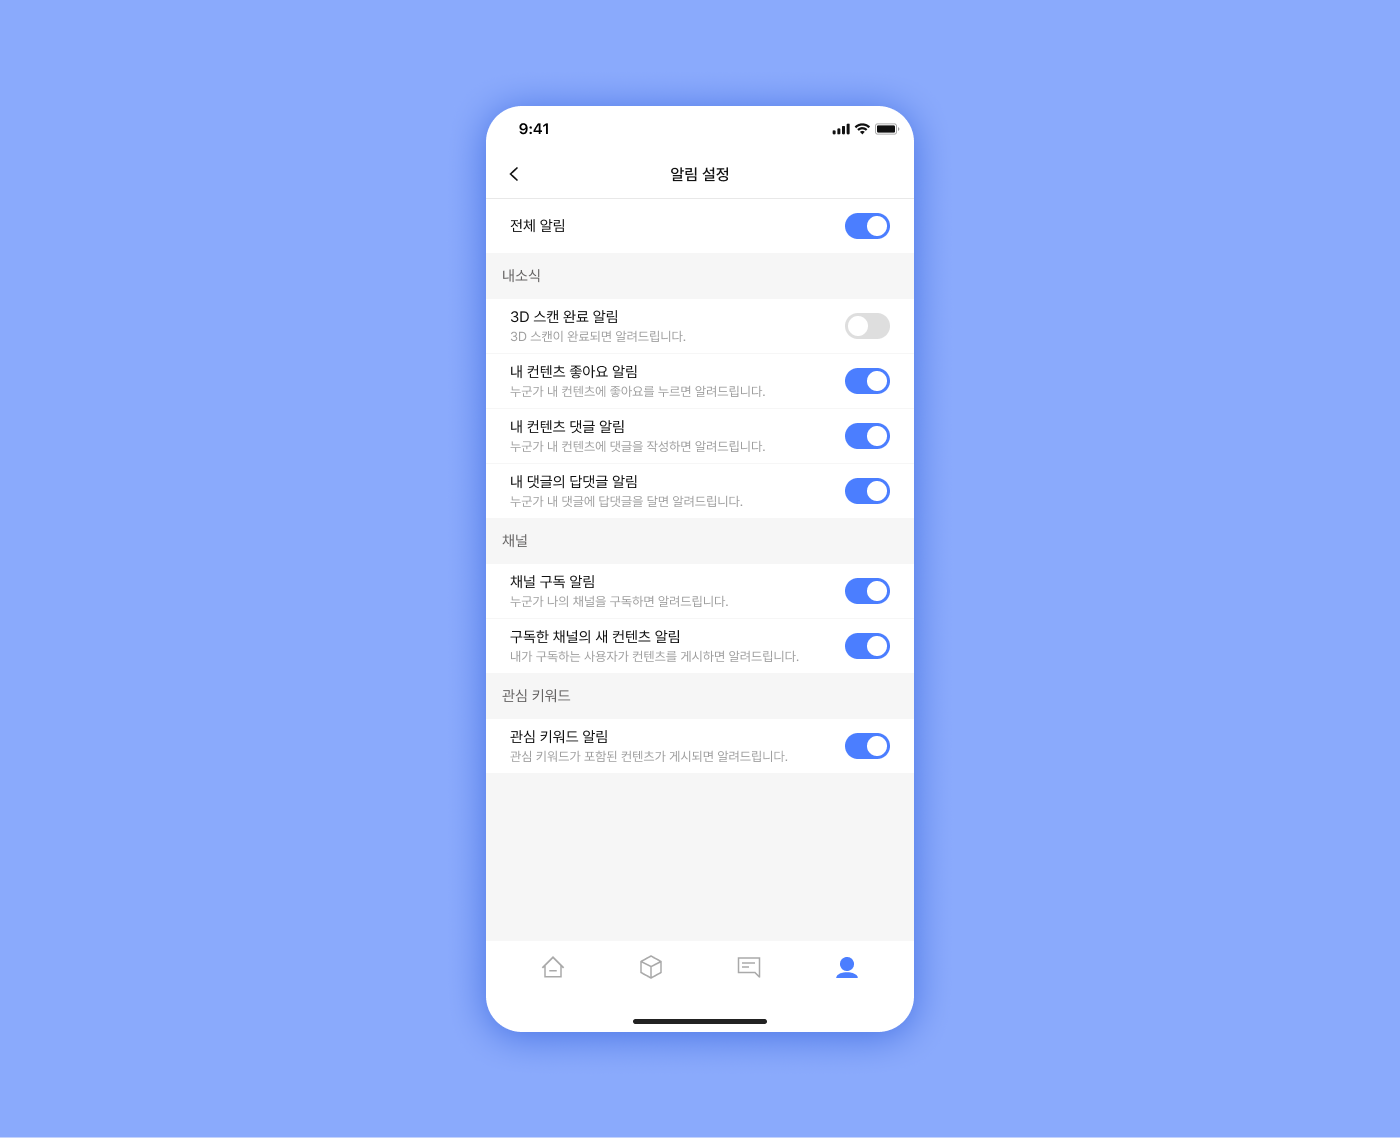 9:41
알림 설정
전체 알림
내소식
3D 스캔 완료 알림
3D 스캔이 완료되면 알려드립니다.
내 컨텐츠 좋아요 알림
누군가 내 컨텐츠에 좋아요를 누르면 알려드립니다.
내 컨텐츠 댓글 알림
누군가 내 컨텐츠에 댓글을 작성하면 알려드립니다.
내 댓글의 답댓글 알림
누군가 내 댓글에 답댓글을 달면 알려드립니다.
채널
채널 구독 알림
누군가 나의 채널을 구독하면 알려드립니다.
구독한 채널의 새 컨텐츠 알림
내가 구독하는 사용자가 컨텐츠를 게시하면 알려드립니다.
관심 키워드
관심 키워드 알림
관심 키워드가 포함된 컨텐츠가 게시되면 알려드립니다.